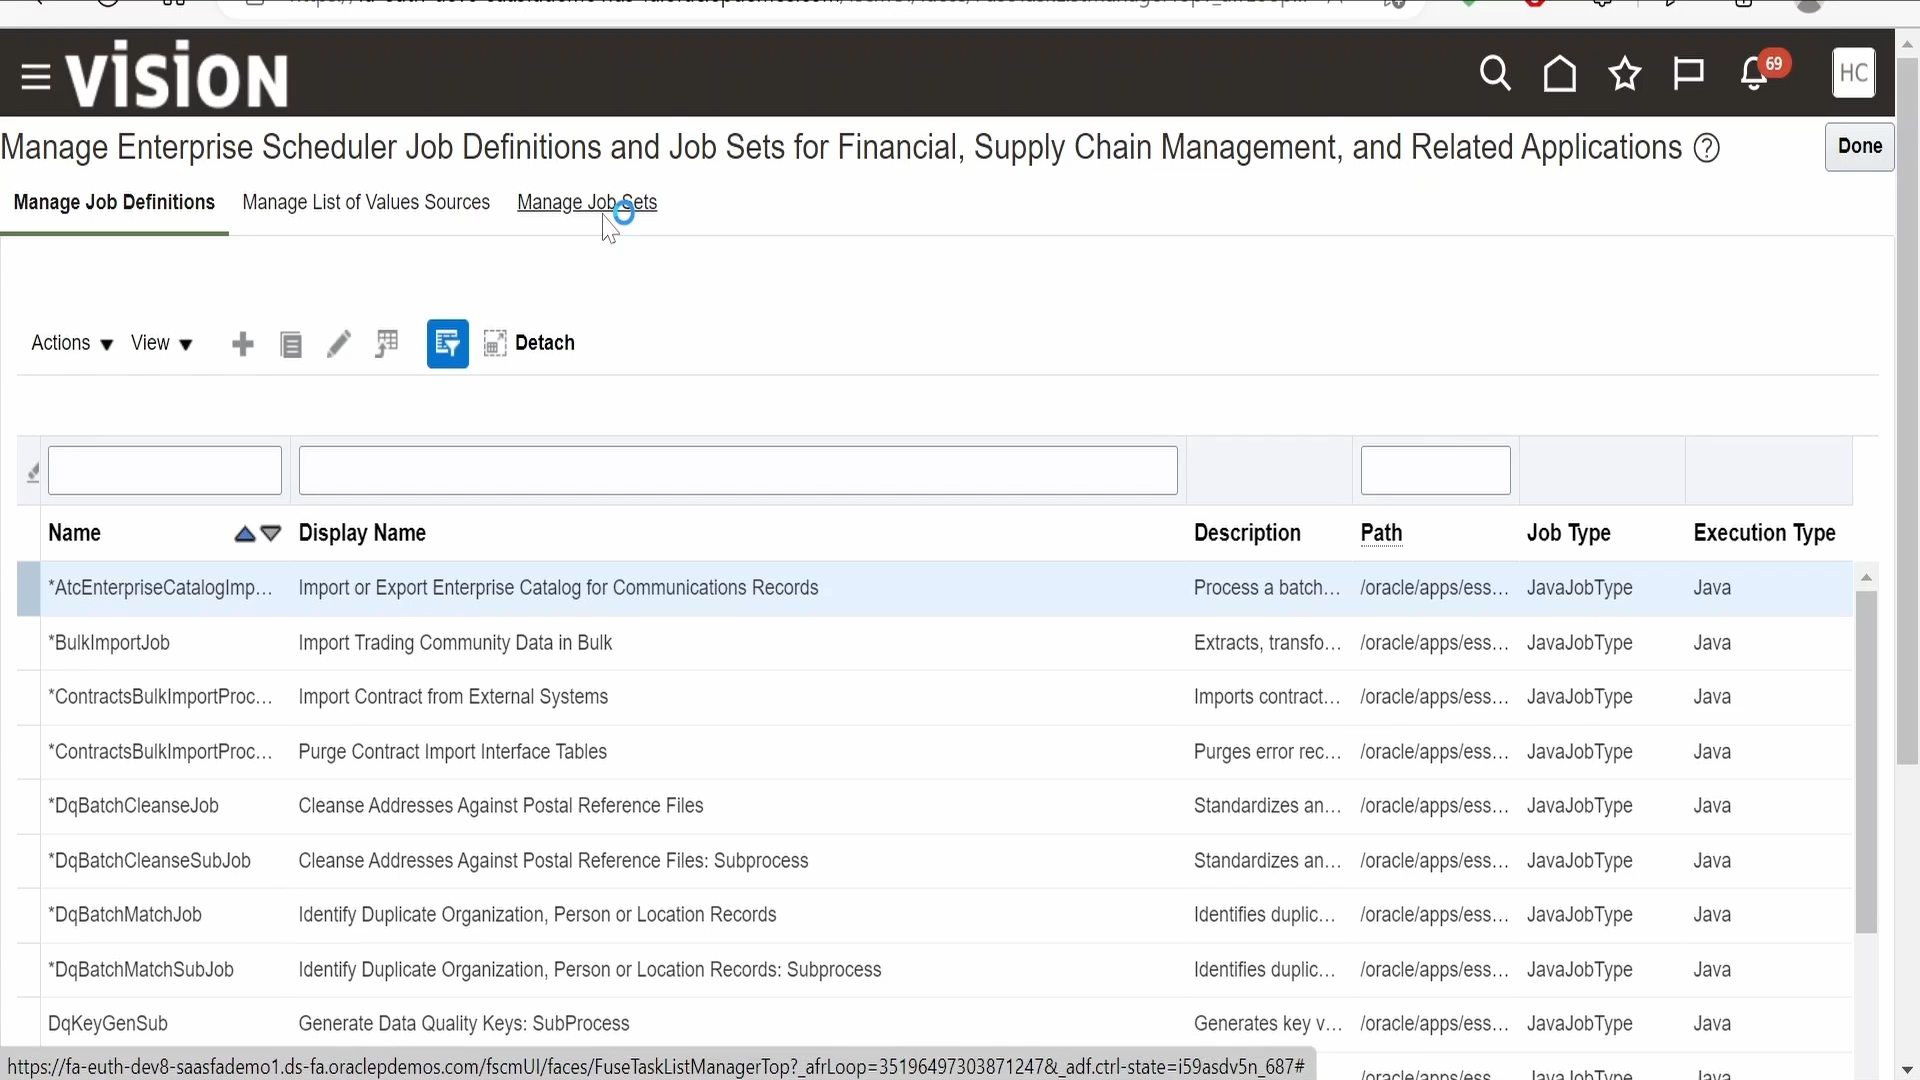 vision
69
HC
Manage Enterprise Scheduler Job Definitions and Job Sets for Financial, Supply Chain Management, and Related Applications
Done
Manage Job Definitions Manage List of Values Sources Manage Job Sets
Actions View Detach
Name Display Name Description Path Job Type Execution Type
*AtcEnterpriseCatalogImp... Import or Export Enterprise Catalog for Communications Records Process a batch... /oracle/apps/ess... JavaJobType Java
*BulkImportJob Import Trading Community Data in Bulk Extracts, transfo... /oracle/apps/ess... JavaJobType Java
*ContractsBulkImportProc... Import Contract from External Systems Imports contract... /oracle/apps/ess... JavaJobType Java
*ContractsBulkImportProc... Purge Contract Import Interface Tables Purges error rec... /oracle/apps/ess... JavaJobType Java
*DqBatchCleanseJob Cleanse Addresses Against Postal Reference Files Standardizes an... /oracle/apps/ess... JavaJobType Java
*DqBatchCleanseSubJob Cleanse Addresses Against Postal Reference Files: Subprocess Standardizes an... /oracle/apps/ess... JavaJobType Java
*DqBatchMatchJob Identify Duplicate Organization, Person or Location Records Identifies duplic... /oracle/apps/ess... JavaJobType Java
*DqBatchMatchSubJob Identify Duplicate Organization, Person or Location Records: Subprocess Identifies duplic... /oracle/apps/ess... JavaJobType Java
DqKeyGenSub Generate Data Quality Keys: SubProcess Generates key v... /oracle/apps/ess... JavaJobType Java
https://fa-euth-dev8-saasfademo1.ds-fa.oraclepdemos.com/fscmUI/faces/FuseTaskListManagerTop?_afrLoop=351964973038712​47&_adf.ctrl-state=i59asdv5n_687#